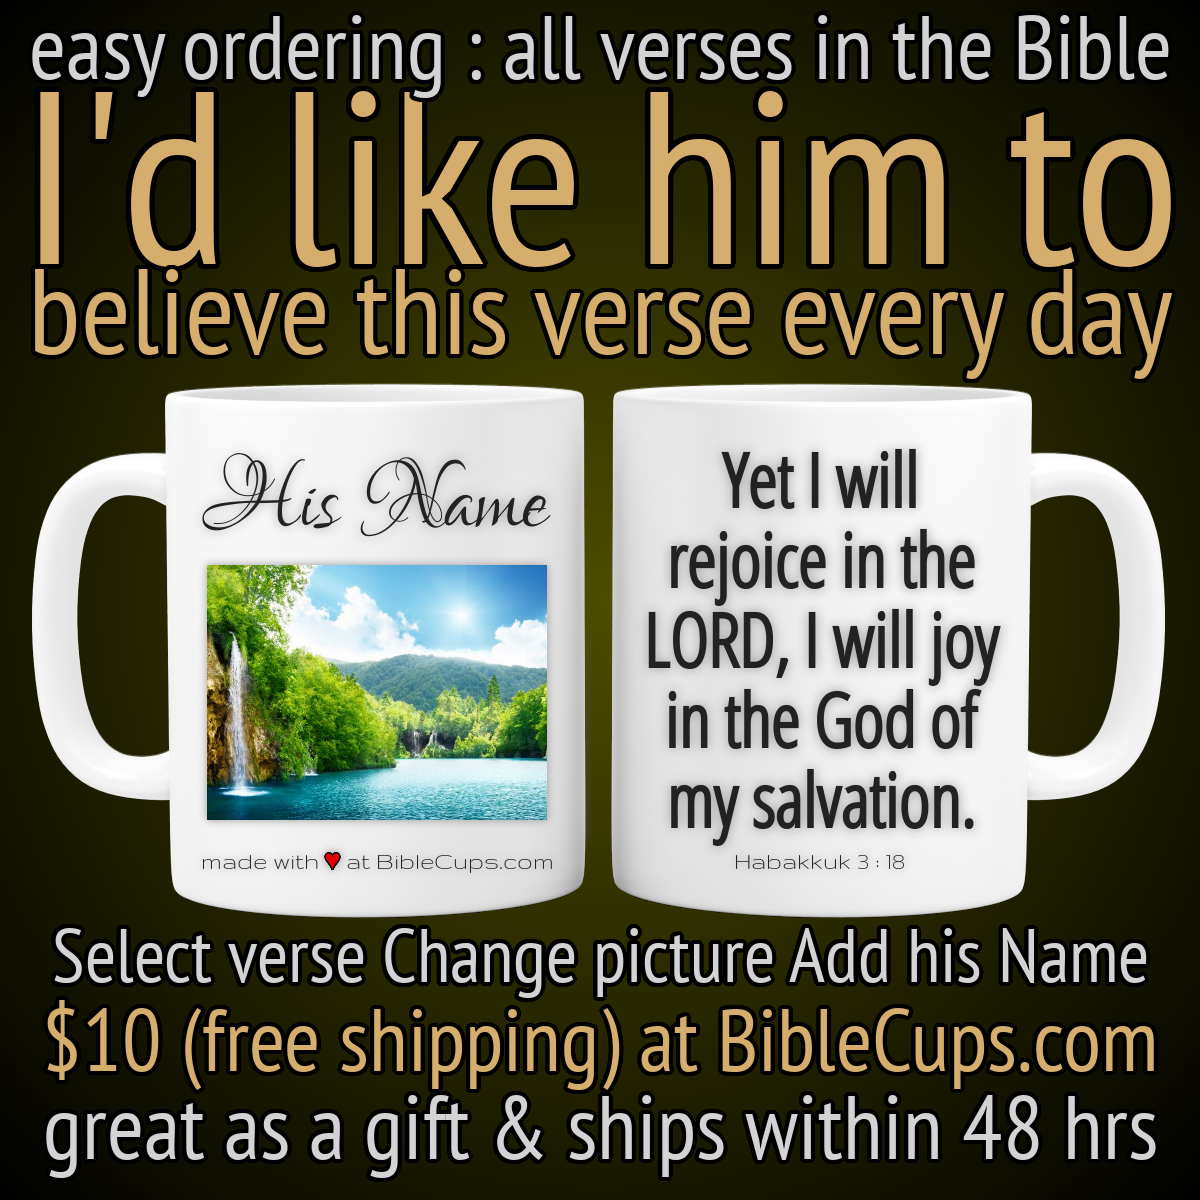 easy ordering : all verses in the Bible
I'd like him to
believe this verse every day
His Name
made with ♥ at BibleCups.com
Yet I will
rejoice in the
LORD, I will joy
in the God of
my salvation.
Habakkuk 3 : 18
Select verse Change picture Add his Name
$10 (free shipping) at BibleCups.com
great as a gift & ships within 48 hrs